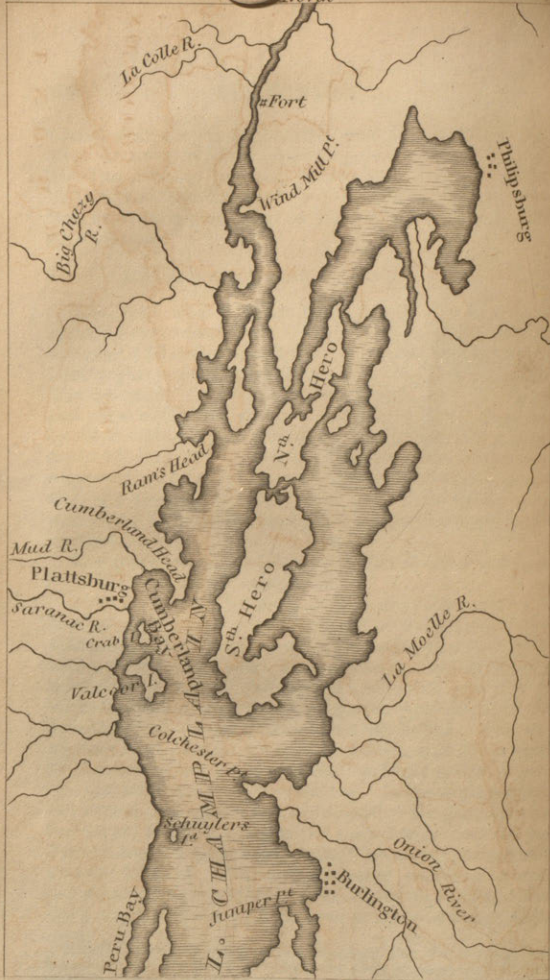 La Colle R.
Fort
Wind Mill Pt.
Philipsburg
Big Chazy
R.
Nth. Hero
Ram's Head
Cumberland Head
Mud R.
Plattsburg
Saranac R.
Crab I.
Cumberland
Bay
Sth. Hero
La Moelle R.
Valcour I.
Colchester Pt.
Schuylers
Id.
L. CHAMPLAIN
Onion
River
Burlington
Juniper Pt.
Peru Bay